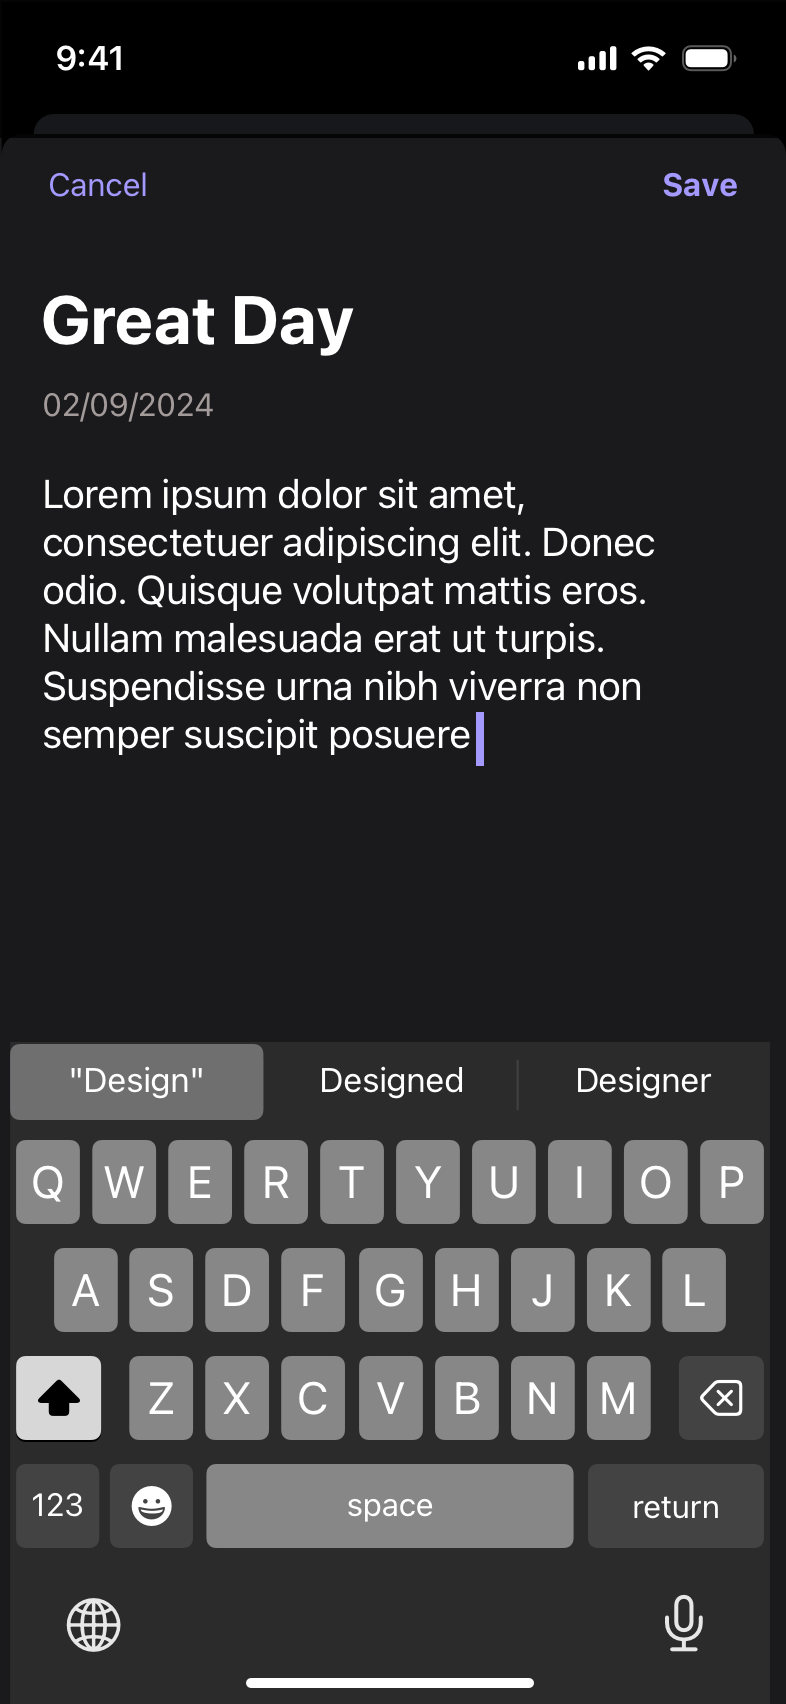 9:41
Cancel
Save
Great Day
02/09/2024
Lorem ipsum dolor sit amet,
consectetuer adipiscing elit. Donec
odio. Quisque volutpat mattis eros.
Nullam malesuada erat ut turpis.
Suspendisse urna nibh viverra non
semper suscipit posuere
"Design" Designed Designer
Q W E R T Y U I O P
A S D F G H J K L
Z X C V B N M
123 space return